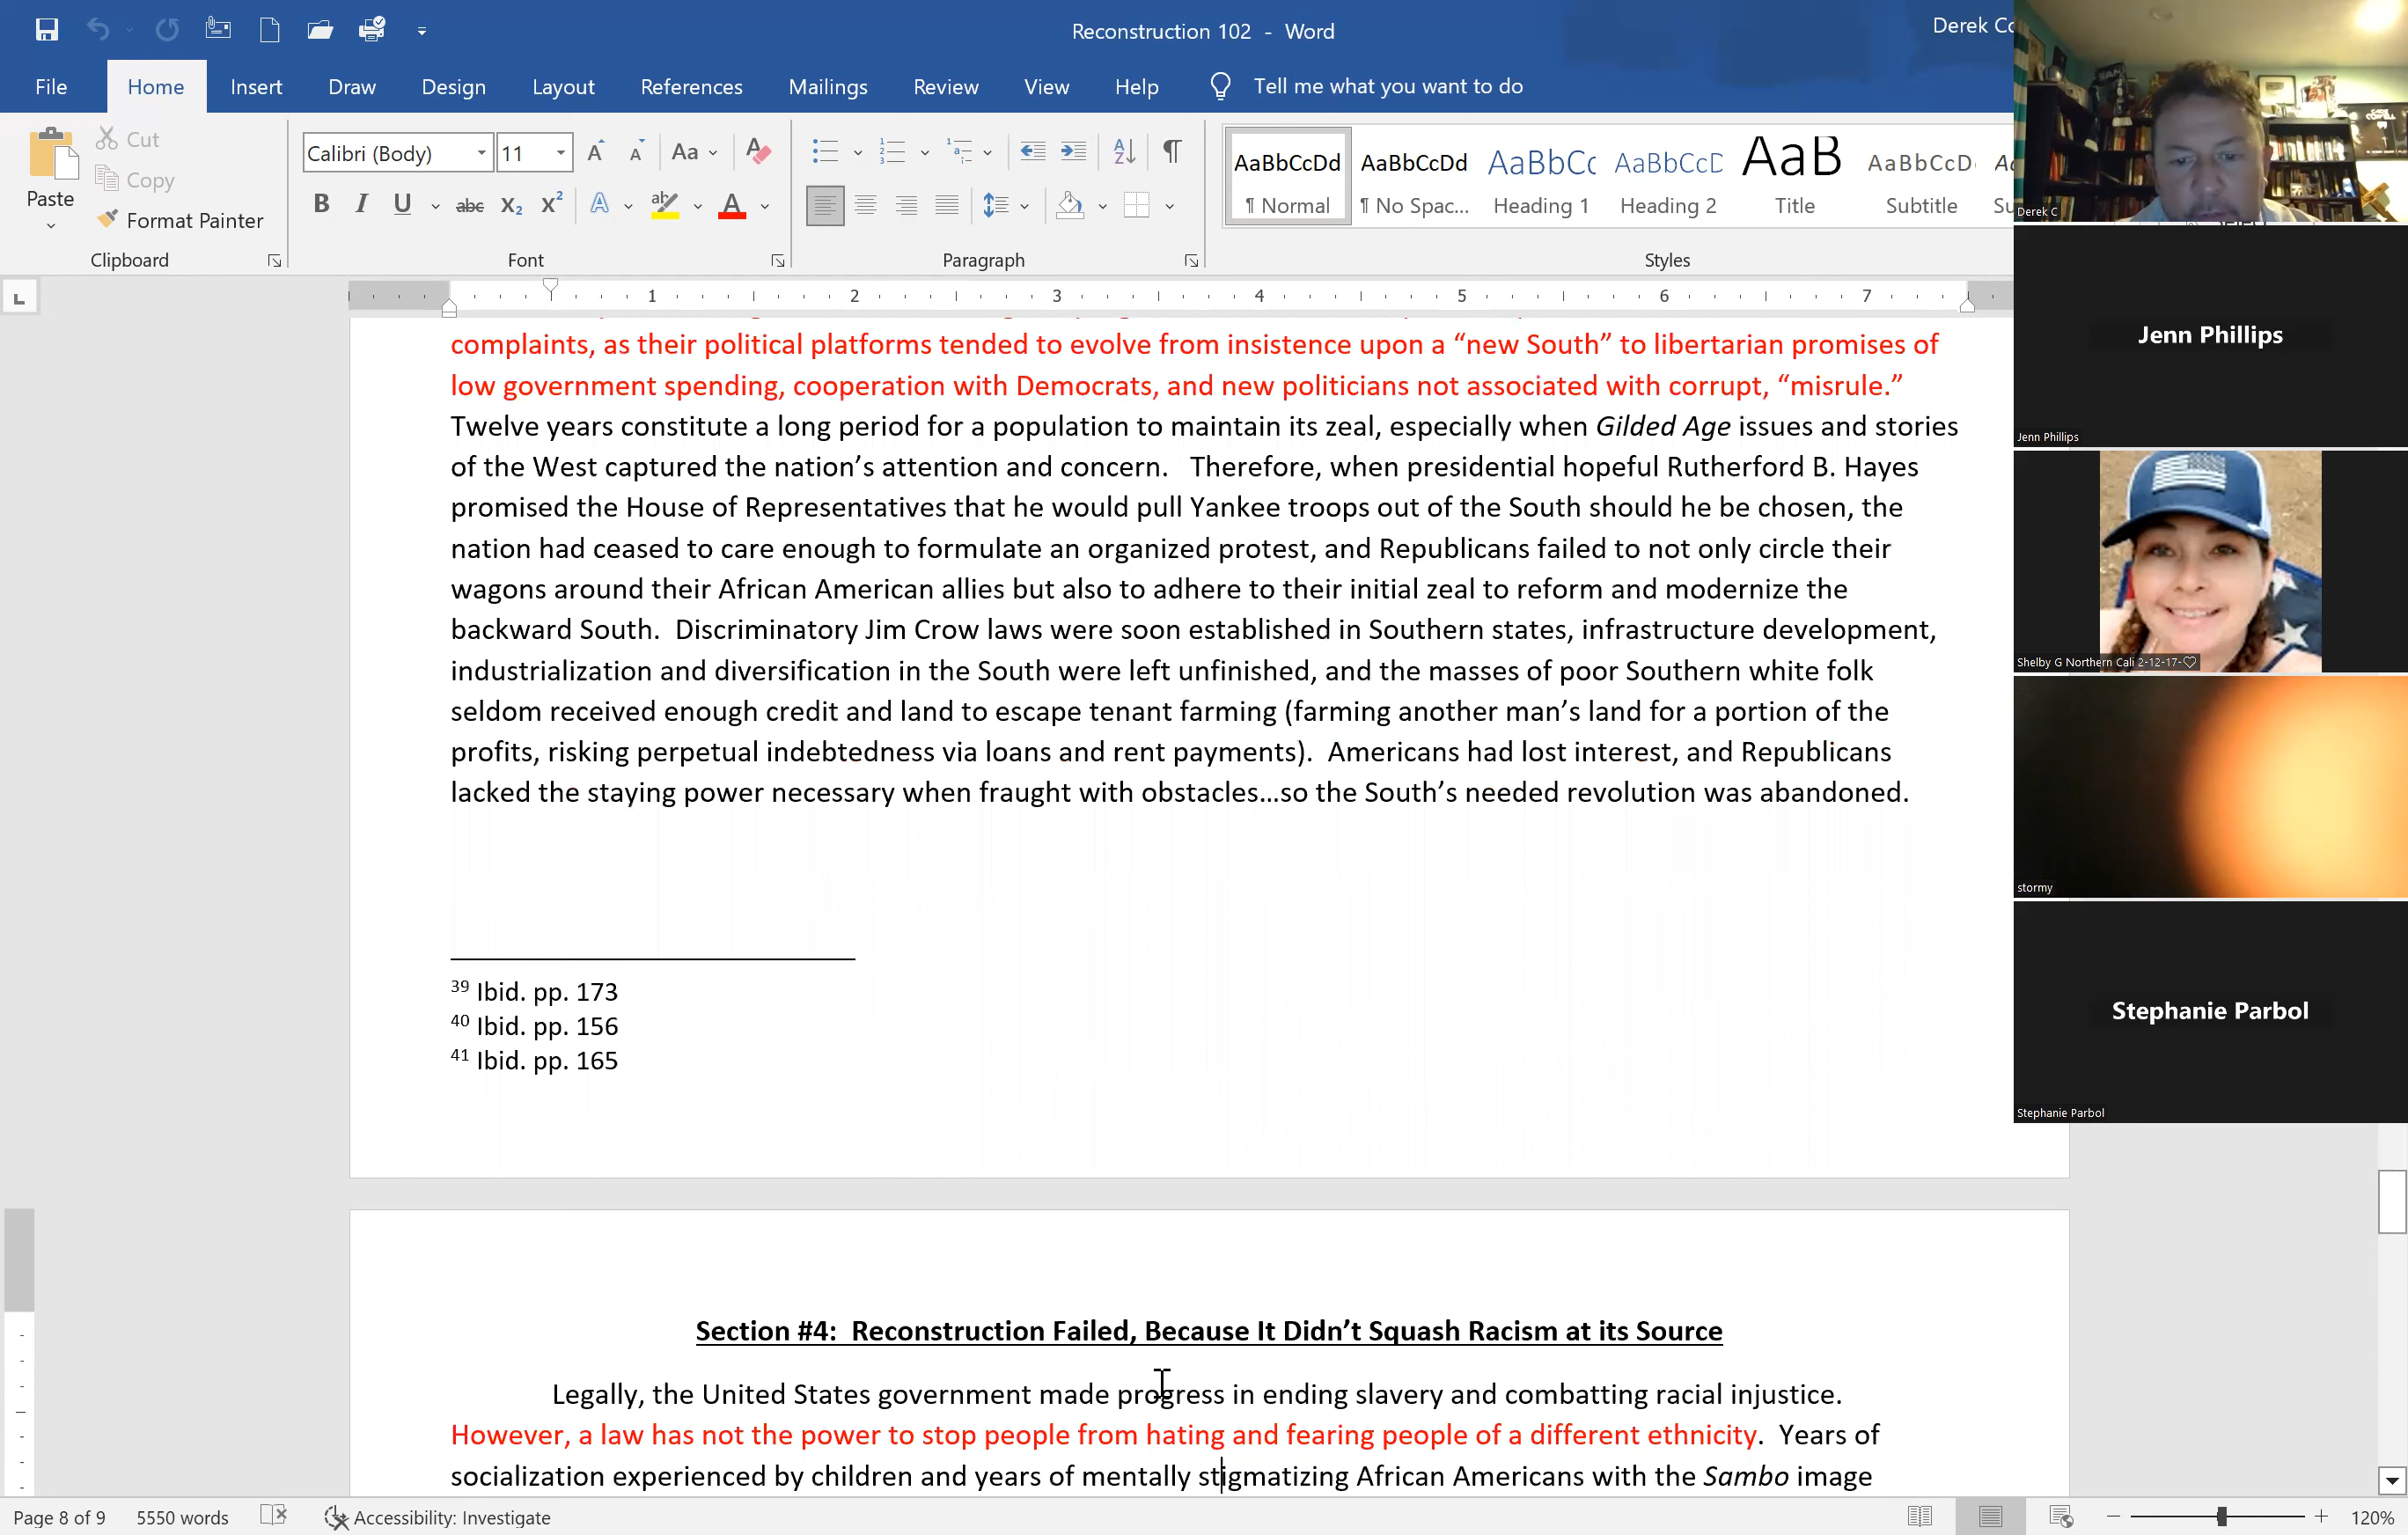 Reconstruction 102 - Word
Derek
File Home Insert Draw Design Layout References Mailings Review View Help Tell me what you want to do
Paste
Cut
Copy
Format Painter
Clipboard
Calibri (Body) 11
Aa
B I U abc X₂ X² A ab A
Font
A Z ¶
Paragraph
AaBbCcDd AaBbCcDd AaBbCc AaBbCcD AaB AaBbCcD
¶ Normal ¶ No Spac... Heading 1 Heading 2 Title Subtitle
Styles
1 2 3 4 5 6 7
complaints, as their political platforms tended to evolve from insistence upon a “new South” to libertarian promises of
low government spending, cooperation with Democrats, and new politicians not associated with corrupt, “misrule.”
Twelve years constitute a long period for a population to maintain its zeal, especially when Gilded Age issues and stories
of the West captured the nation’s attention and concern. Therefore, when presidential hopeful Rutherford B. Hayes
promised the House of Representatives that he would pull Yankee troops out of the South should he be chosen, the
nation had ceased to care enough to formulate an organized protest, and Republicans failed to not only circle their
wagons around their African American allies but also to adhere to their initial zeal to reform and modernize the
backward South. Discriminatory Jim Crow laws were soon established in Southern states, infrastructure development,
industrialization and diversification in the South were left unfinished, and the masses of poor Southern white folk
seldom received enough credit and land to escape tenant farming (farming another man’s land for a portion of the
profits, risking perpetual indebtedness via loans and rent payments). Americans had lost interest, and Republicans
lacked the staying power necessary when fraught with obstacles…so the South’s needed revolution was abandoned.
39 Ibid. pp. 173
40 Ibid. pp. 156
41 Ibid. pp. 165
Section #4: Reconstruction Failed, Because It Didn’t Squash Racism at its Source
Legally, the United States government made progress in ending slavery and combatting racial injustice.
However, a law has not the power to stop people from hating and fearing people of a different ethnicity. Years of
socialization experienced by children and years of mentally stigmatizing African Americans with the Sambo image
Page 8 of 9 5550 words Accessibility: Investigate
120%
Derek C
Jenn Phillips
Jenn Phillips
Shelby G Northern Cali 2-12-17-♡
stormy
Stephanie Parbol
Stephanie Parbol